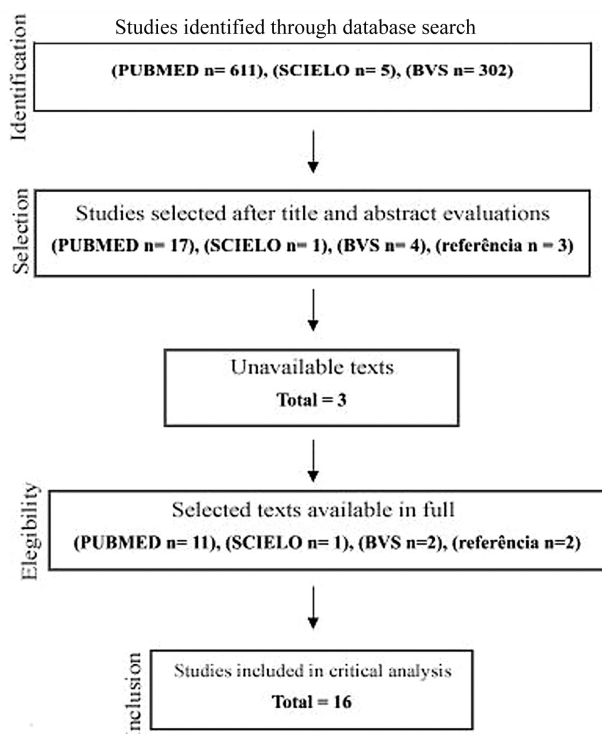 Identification
Studies identified through database search
(PUBMED n= 611), (SCIELO n= 5), (BVS n= 302)
Selection
Studies selected after title and abstract evaluations
(PUBMED n= 17), (SCIELO n= 1), (BVS n= 4), (referência n = 3)
Unavailable texts
Total = 3
Elegibility
Selected texts available in full
(PUBMED n= 11), (SCIELO n= 1), (BVS n=2), (referência n=2)
Inclusion
Studies included in critical analysis
Total = 16